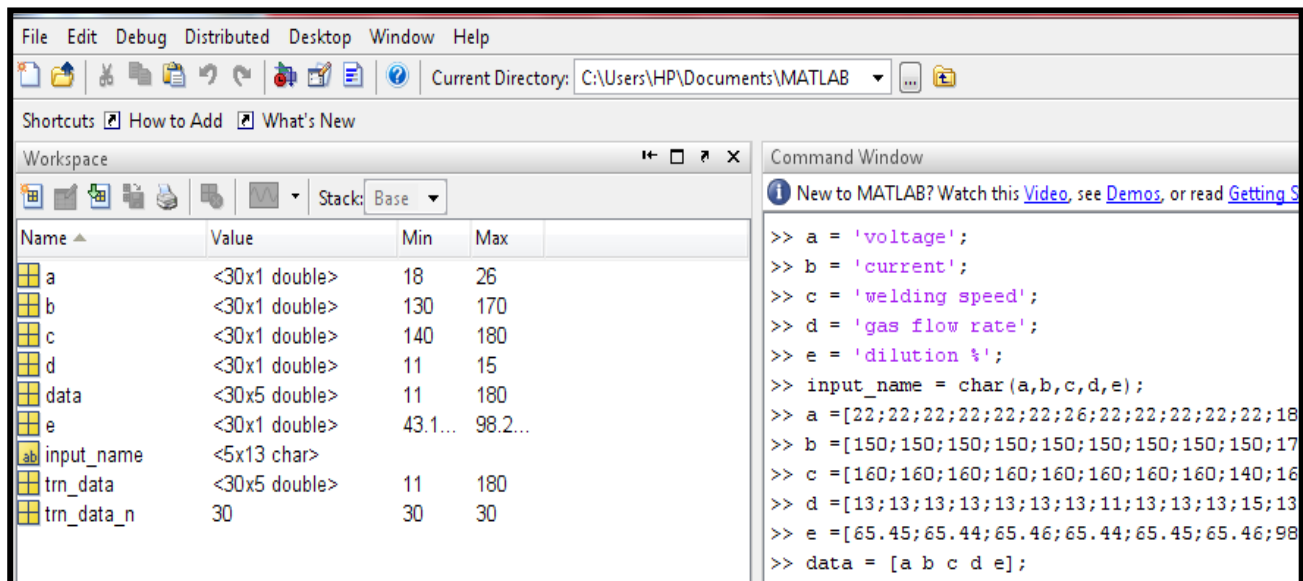 File Edit Debug Distributed Desktop Window Help
Current Directory: C:\Users\HP\Documents\MATLAB ...
Shortcuts How to Add What's New
Workspace
Stack: Base
Name Value Min Max
a <30x1 double> 18 26
b <30x1 double> 130 170
c <30x1 double> 140 180
d <30x1 double> 11 15
data <30x5 double> 11 180
e <30x1 double> 43.1... 98.2...
ab input_name <5x13 char>
trn_data <30x5 double> 11 180
trn_data_n 30 30 30
Command Window
New to MATLAB? Watch this Video, see Demos, or read Getting S
>> a = 'voltage';
>> b = 'current';
>> c = 'welding speed';
>> d = 'gas flow rate';
>> e = 'dilution %';
>> input_name = char(a,b,c,d,e);
>> a =[22;22;22;22;22;22;26;22;22;22;22;22;18
>> b =[150;150;150;150;150;150;150;150;150;17
>> c =[160;160;160;160;160;160;160;160;140;16
>> d =[13;13;13;13;13;13;11;13;13;13;15;13
>> e =[65.45;65.44;65.46;65.44;65.45;65.46;98
>> data = [a b c d e];